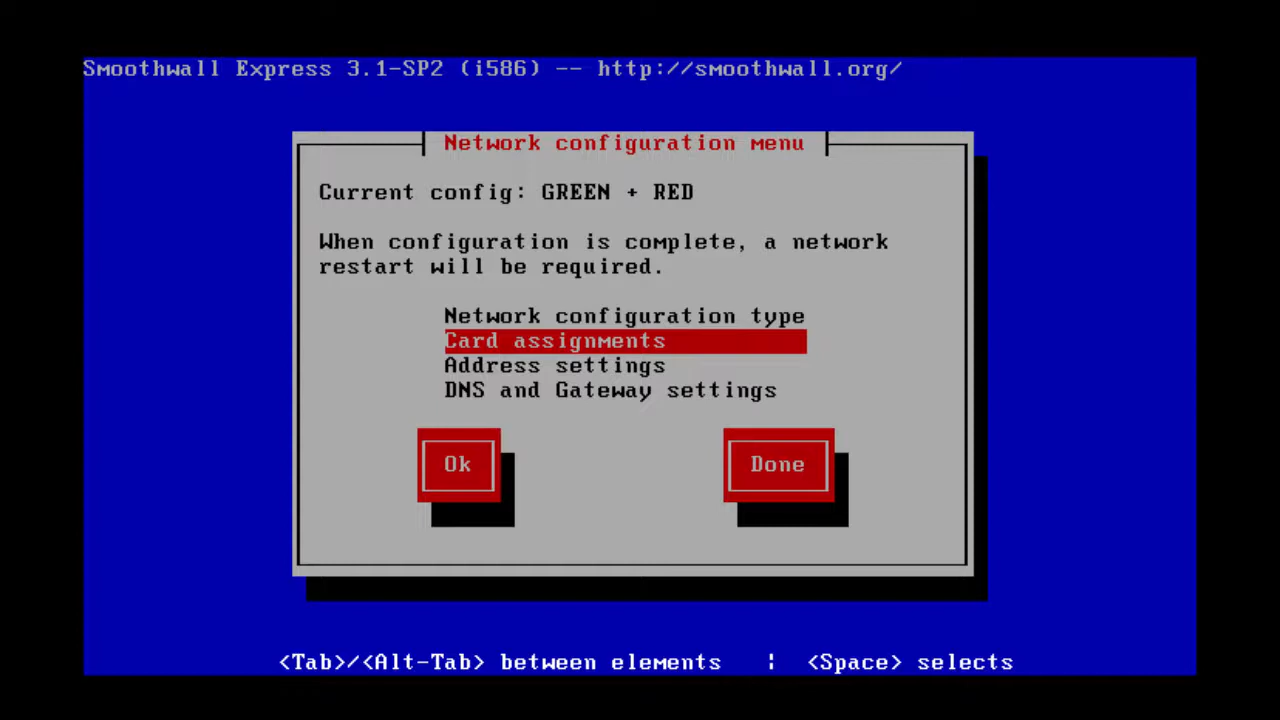 Smoothwall Express 3.1-SP2 (i586) -- http://smoothwall.org/
Network configuration menu
Current config: GREEN + RED
When configuration is complete, a network
restart will be required.
Network configuration type
Card assignments
Address settings
DNS and Gateway settings
Ok Done
<Tab>/<Alt-Tab> between elements ¦ <Space> selects